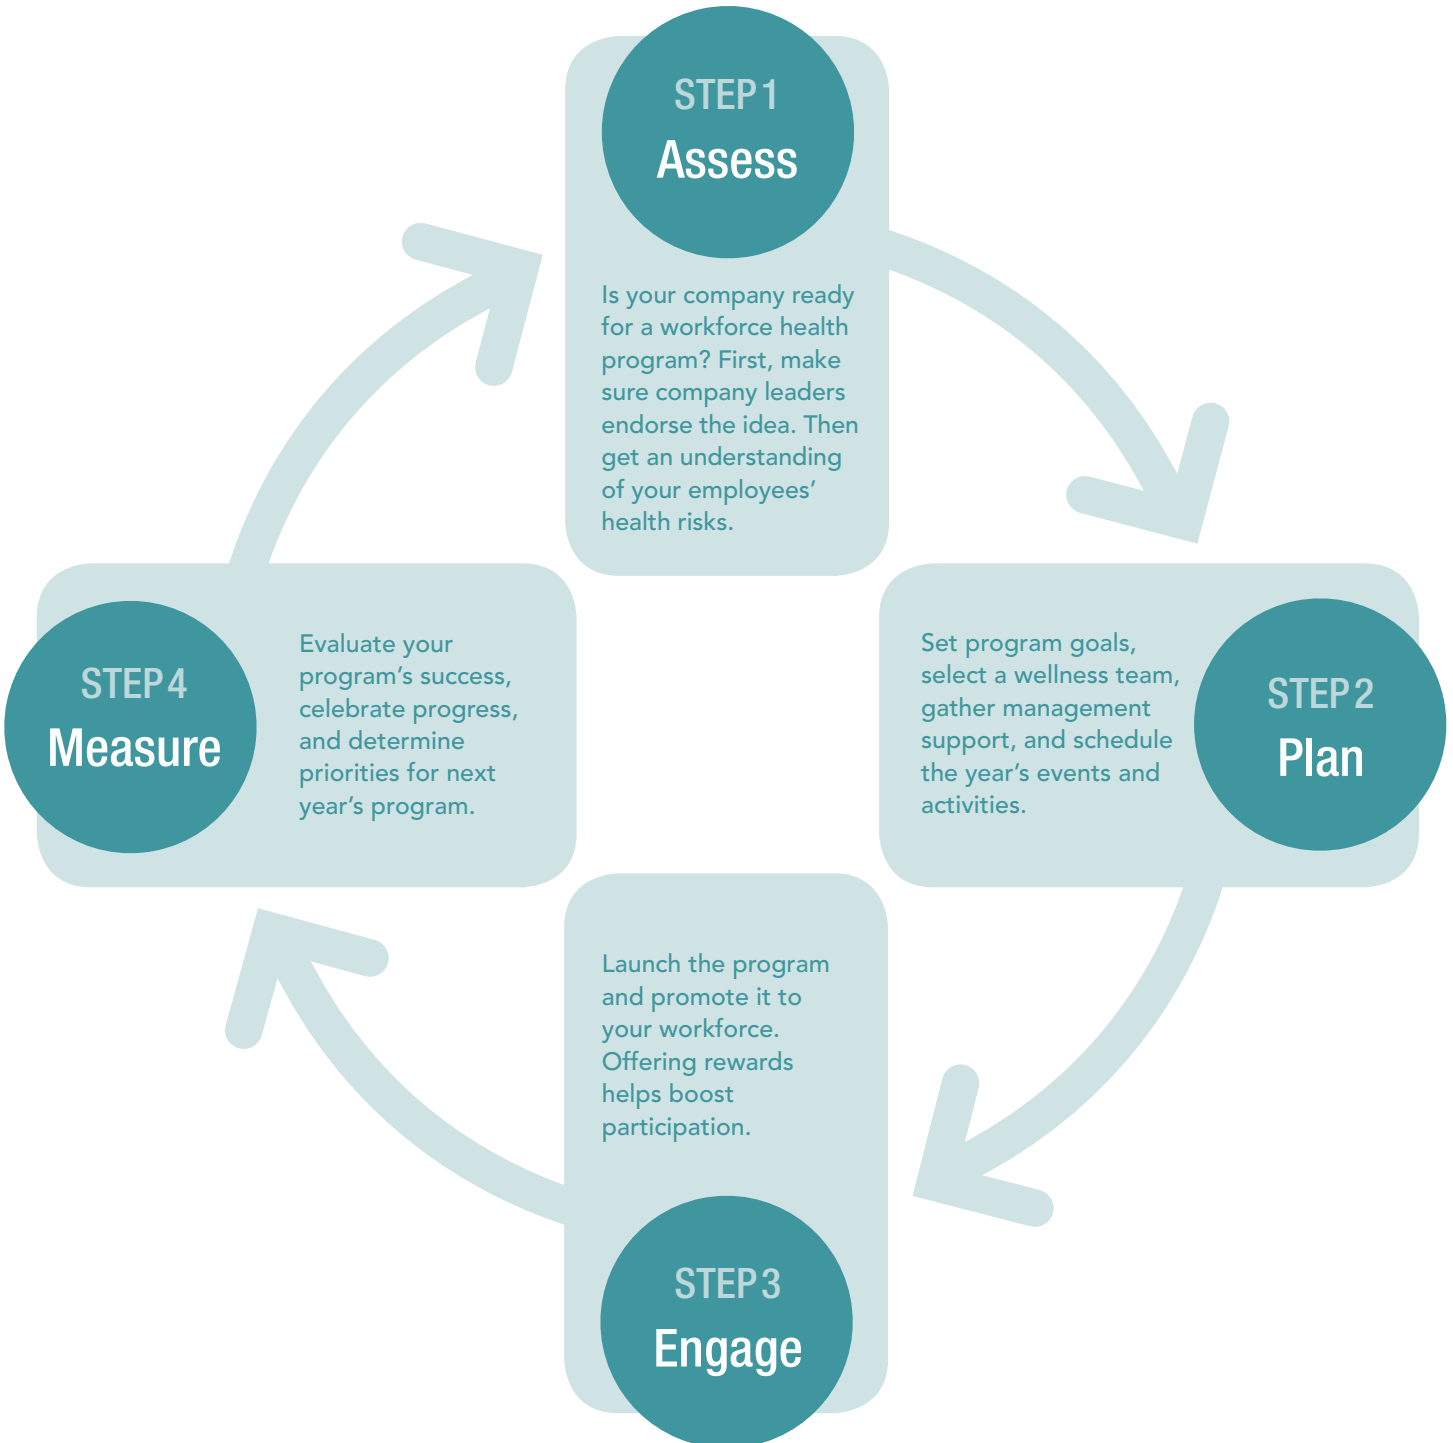 STEP 1
Assess
Is your company ready
for a workforce health
program? First, make
sure company leaders
endorse the idea. Then
get an understanding
of your employees’
health risks.
Set program goals,
select a wellness team,
gather management
support, and schedule
the year’s events and
activities.
STEP 2
Plan
Launch the program
and promote it to
your workforce.
Offering rewards
helps boost
participation.
STEP 3
Engage
STEP 4
Measure
Evaluate your
program’s success,
celebrate progress,
and determine
priorities for next
year’s program.